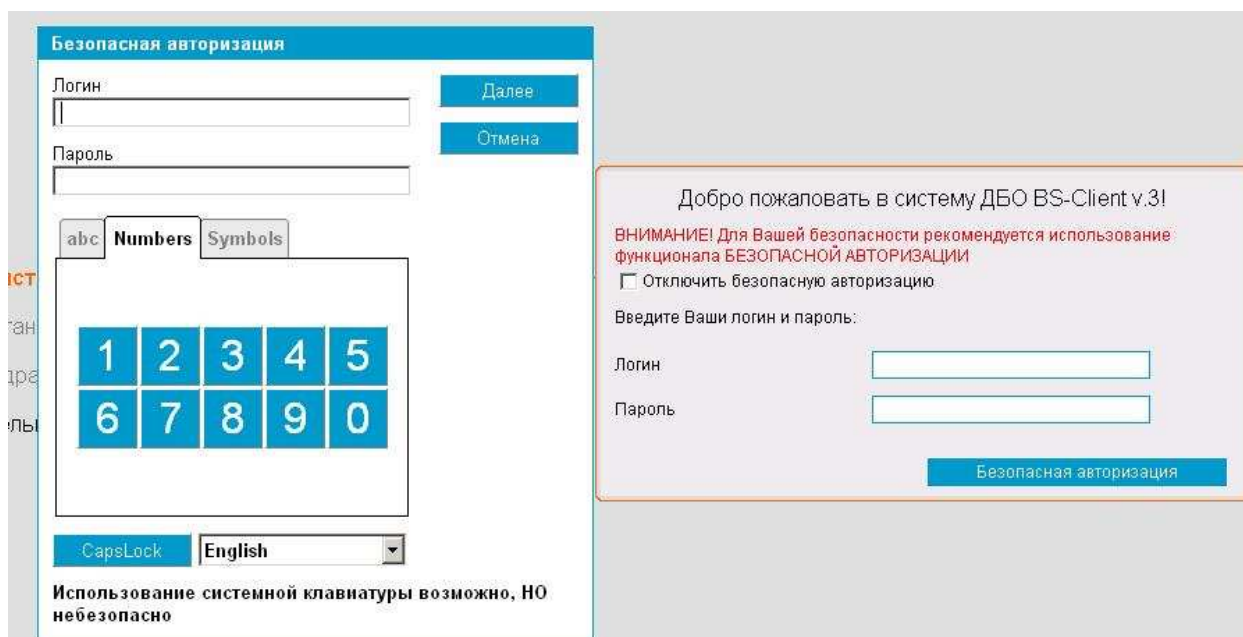 Безопасная авторизация
Логин
Далее
Отмена
Пароль
abc Numbers Symbols
1 2 3 4 5
6 7 8 9 0
CapsLock English
Использование системной клавиатуры возможно, НО
небезопасно
Добро пожаловать в систему ДБО BS-Client v.3!
ВНИМАНИЕ! Для Вашей безопасности рекомендуется использование
функционала БЕЗОПАСНОЙ АВТОРИЗАЦИИ
Отключить безопасную авторизацию
Введите Ваши логин и пароль:
Логин
Пароль
Безопасная авторизация